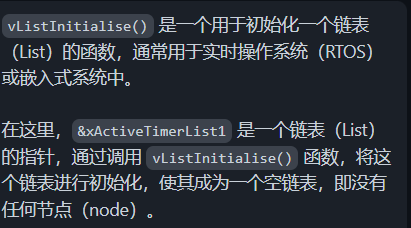 vListInitialise() 是一个用于初始化一个链表
（List）的函数，通常用于实时操作系统（RTOS）
或嵌入式系统中。
在这里， &xActiveTimerList1 是一个链表（List）
的指针，通过调用 vListInitialise() 函数，将这
个链表进行初始化，使其成为一个空链表，即没有
任何节点（node）。